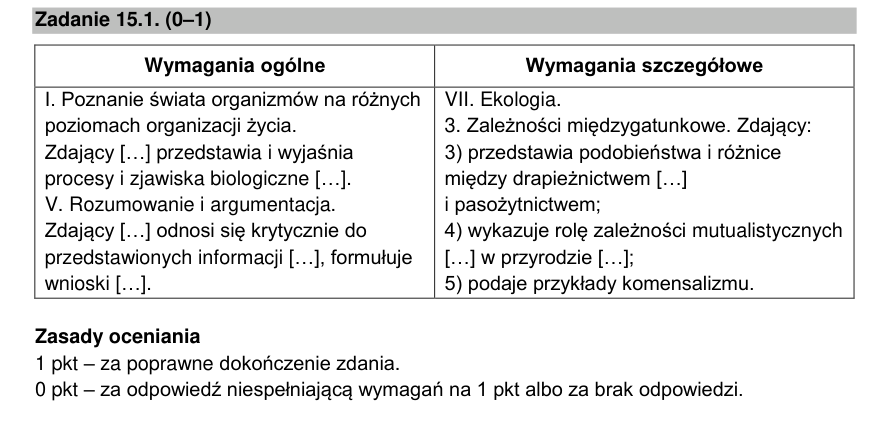 Zadanie 15.1. (0–1)
Wymagania ogólne
Wymagania szczegółowe
I. Poznanie świata organizmów na różnych
poziomach organizacji życia.
Zdający […] przedstawia i wyjaśnia
procesy i zjawiska biologiczne […].
V. Rozumowanie i argumentacja.
Zdający […] odnosi się krytycznie do
przedstawionych informacji […], formułuje
wnioski […].
VII. Ekologia.
3. Zależności międzygatunkowe. Zdający:
3) przedstawia podobieństwa i różnice
między drapieżnictwem […]
i pasożytnictwem;
4) wykazuje rolę zależności mutualistycznych
[…] w przyrodzie […];
5) podaje przykłady komensalizmu.
Zasady oceniania
1 pkt – za poprawne dokończenie zdania.
0 pkt – za odpowiedź niespełniającą wymagań na 1 pkt albo za brak odpowiedzi.